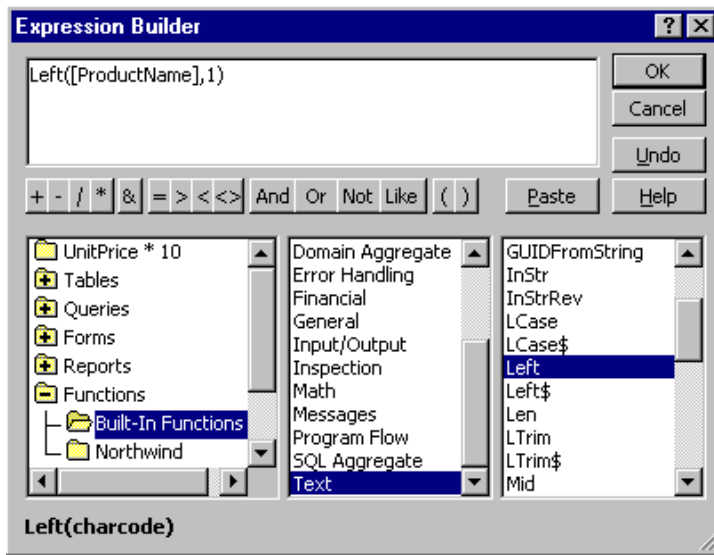 Expression Builder
Left([ProductName],1)
OK
Cancel
Undo
+ - / * & = > < <> And Or Not Like ( ) Paste Help
UnitPrice * 10
Tables
Queries
Forms
Reports
Functions
Built-In Functions
Northwind
Domain Aggregate
Error Handling
Financial
General
Input/Output
Inspection
Math
Messages
Program Flow
SQL Aggregate
Text
GUIDFromString
InStr
InStrRev
LCase
LCase$
Left
Left$
Len
LTrim
LTrim$
Mid
Left(charcode)